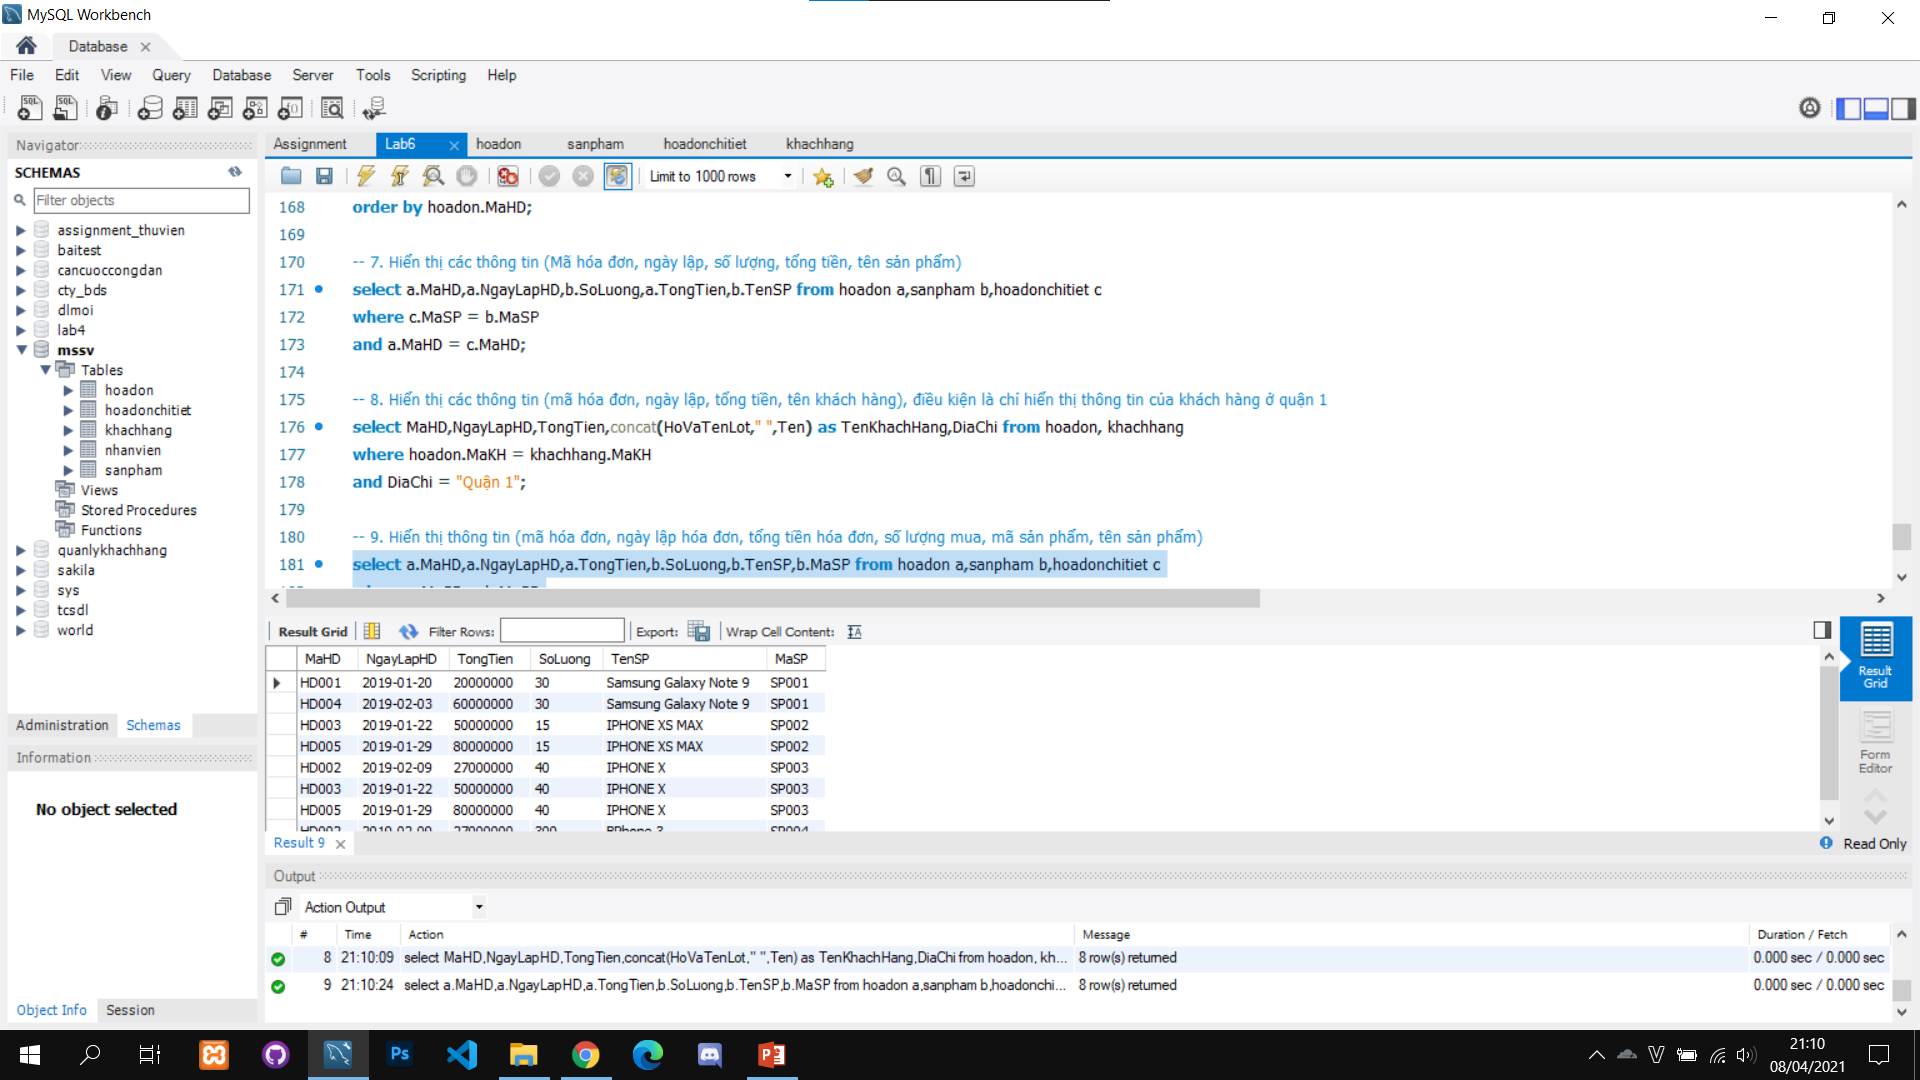 MySQL Workbench
Database
File Edit View Query Database Server Tools Scripting Help
Navigator
SCHEMAS
Filter objects
assignment_thuvien
baitest
cancuoccongdan
cty_bds
dlmoi
lab4
mssv
Tables
hoadon
hoadonchitiet
khachhang
nhanvien
sanpham
Views
Stored Procedures
Functions
quanlykhachhang
sakila
sys
tcsdl
world
Administration Schemas
Information
No object selected
Object Info Session
Assignment Lab6 hoadon sanpham hoadonchitiet khachhang
Limit to 1000 rows
168 order by hoadon.MaHD;
169
170 -- 7. Hiển thị các thông tin (Mã hóa đơn, ngày lập, số lượng, tổng tiền, tên sản phẩm)
171 select a.MaHD,a.NgayLapHD,b.SoLuong,a.TongTien,b.TenSP from hoadon a,sanpham b,hoadonchitiet c
172 where c.MaSP = b.MaSP
173 and a.MaHD = c.MaHD;
174
175 -- 8. Hiển thị các thông tin (mã hóa đơn, ngày lập, tổng tiền, tên khách hàng), điều kiện là chỉ hiển thị thông tin của khách hàng ở quận 1
176 select MaHD,NgayLapHD,TongTien,concat(HoVaTenLot," ",Ten) as TenKhachHang,DiaChi from hoadon, khachhang
177 where hoadon.MaKH = khachhang.MaKH
178 and DiaChi = "Quận 1";
179
180 -- 9. Hiển thị thông tin (mã hóa đơn, ngày lập hóa đơn, tổng tiền hóa đơn, số lượng mua, mã sản phẩm, tên sản phẩm)
181 select a.MaHD,a.NgayLapHD,a.TongTien,b.SoLuong,b.TenSP,b.MaSP from hoadon a,sanpham b,hoadonchitiet c
Result Grid Filter Rows: Export: Wrap Cell Content:
MaHD NgayLapHD TongTien SoLuong TenSP MaSP
HD001 2019-01-20 20000000 30 Samsung Galaxy Note 9 SP001
HD004 2019-02-03 60000000 30 Samsung Galaxy Note 9 SP001
HD003 2019-01-22 50000000 15 IPHONE XS MAX SP002
HD005 2019-01-29 80000000 15 IPHONE XS MAX SP002
HD002 2019-02-09 27000000 40 IPHONE X SP003
HD003 2019-01-22 50000000 40 IPHONE X SP003
HD005 2019-01-29 80000000 40 IPHONE X SP003
HD002 2019-02-09 27000000 300 BPhone 3 SP004
Result Grid
Form Editor
Result 9
Read Only
Output
Action Output
# Time Action Message Duration / Fetch
8 21:10:09 select MaHD,NgayLapHD,TongTien,concat(HoVaTenLot," ",Ten) as TenKhachHang,DiaChi from hoadon, kh... 8 row(s) returned 0.000 sec / 0.000 sec
9 21:10:24 select a.MaHD,a.NgayLapHD,a.TongTien,b.SoLuong,b.TenSP,b.MaSP from hoadon a,sanpham b,hoadonchi... 8 row(s) returned 0.000 sec / 0.000 sec
21:10
08/04/2021